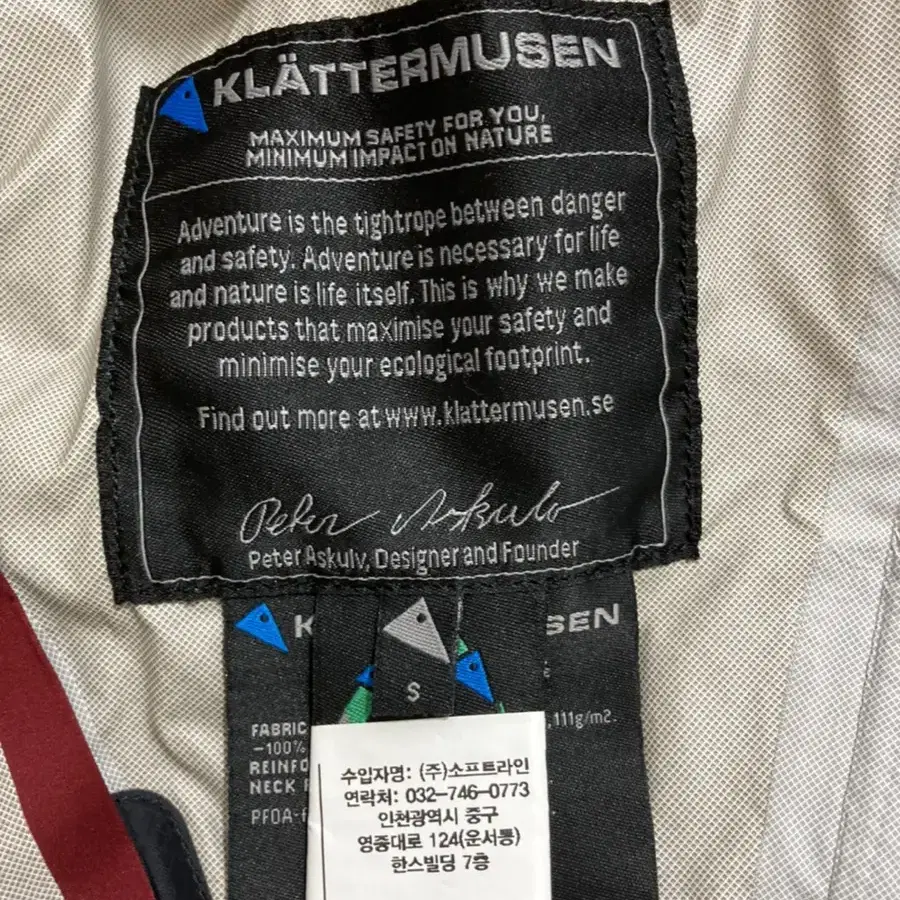 KLÄTTERMUSEN
MAXIMUM SAFETY FOR YOU,
MINIMUM IMPACT ON NATURE
Adventure is the tightrope between danger
and safety. Adventure is necessary for life
and nature is life itself. This is why we make
products that maximise your safety and
minimise your ecological footprint.
Find out more at www.klattermusen.se
Peter Askulv
Peter Askulv, Designer and Founder
S
FABRIC
111g/m2.
-100%
NECK
수입자명: (주)소프트라인
연락처: 032-746-0773
인천광역시 중구
영종대로 124(운서동)
한스빌딩 7층